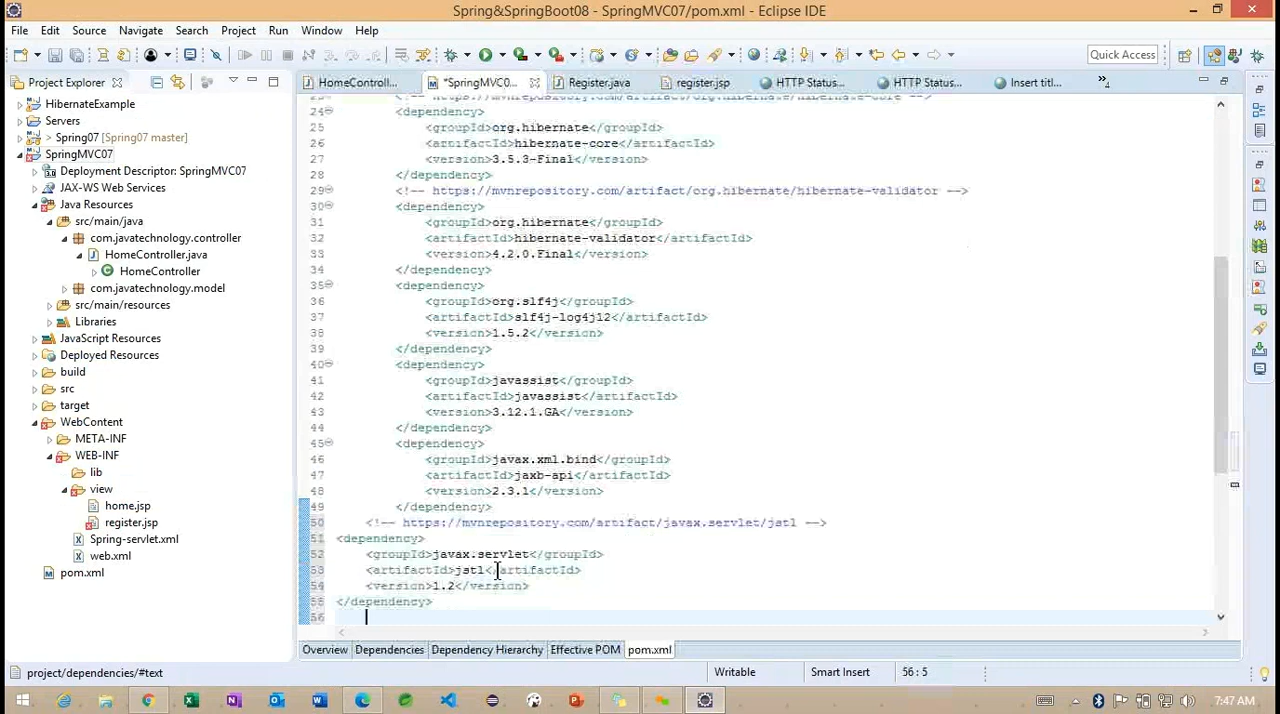 Spring&SpringBoot08 - SpringMVC07/pom.xml - Eclipse IDE
File Edit Source Navigate Search Project Run Window Help
Quick Access
Project Explorer
HomeControll...
*SpringMVC0...
Register.java
register.jsp
HTTP Status...
HTTP Status...
Insert titl...
HibernateExample
Servers
> Spring07 [Spring07 master]
SpringMVC07
Deployment Descriptor: SpringMVC07
JAX-WS Web Services
Java Resources
src/main/java
com.javatechnology.controller
HomeController.java
HomeController
com.javatechnology.model
src/main/resources
Libraries
JavaScript Resources
Deployed Resources
build
src
target
WebContent
META-INF
WEB-INF
lib
view
home.jsp
register.jsp
Spring-servlet.xml
web.xml
pom.xml
<!-- https://mvnrepository.com/artifact/org.hibernate/hibernate-core -->
24 <dependency>
25 <groupId>org.hibernate</groupId>
26 <artifactId>hibernate-core</artifactId>
27 <version>3.5.3-Final</version>
28 </dependency>
29 <!-- https://mvnrepository.com/artifact/org.hibernate/hibernate-validator -->
30 <dependency>
31 <groupId>org.hibernate</groupId>
32 <artifactId>hibernate-validator</artifactId>
33 <version>4.2.0.Final</version>
34 </dependency>
35 <dependency>
36 <groupId>org.slf4j</groupId>
37 <artifactId>slf4j-log4j12</artifactId>
38 <version>1.5.2</version>
39 </dependency>
40 <dependency>
41 <groupId>javassist</groupId>
42 <artifactId>javassist</artifactId>
43 <version>3.12.1.GA</version>
44 </dependency>
45 <dependency>
46 <groupId>javax.xml.bind</groupId>
47 <artifactId>jaxb-api</artifactId>
48 <version>2.3.1</version>
49 </dependency>
50 <!-- https://mvnrepository.com/artifact/javax.servlet/jstl -->
51 <dependency>
52 <groupId>javax.servlet</groupId>
53 <artifactId>jstl</artifactId>
54 <version>1.2</version>
55 </dependency>
56
Overview Dependencies Dependency Hierarchy Effective POM pom.xml
project/dependencies/#text
Writable
Smart Insert
56 : 5
7:47 AM